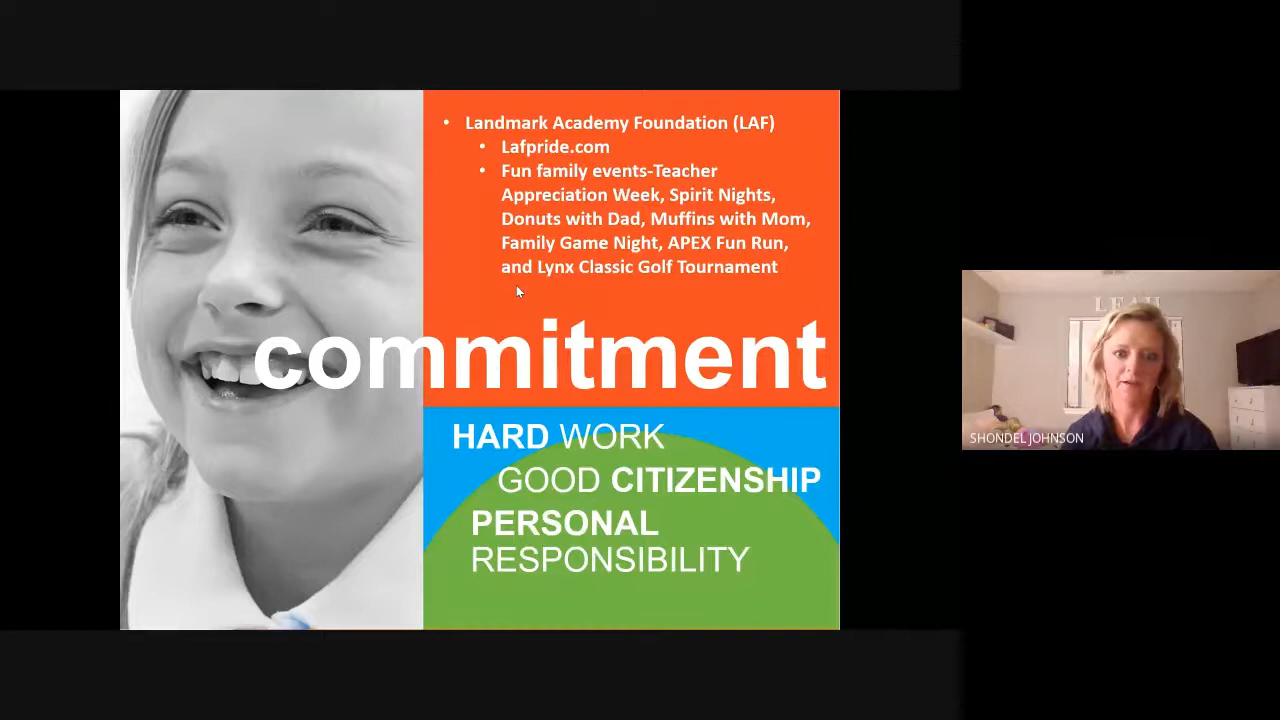 • Landmark Academy Foundation (LAF)
• Lafpride.com
• Fun family events-Teacher
Appreciation Week, Spirit Nights,
Donuts with Dad, Muffins with Mom,
Family Game Night, APEX Fun Run,
and Lynx Classic Golf Tournament
commitment
HARD WORK
GOOD CITIZENSHIP
PERSONAL
RESPONSIBILITY
LEAH
SHONDEL JOHNSON